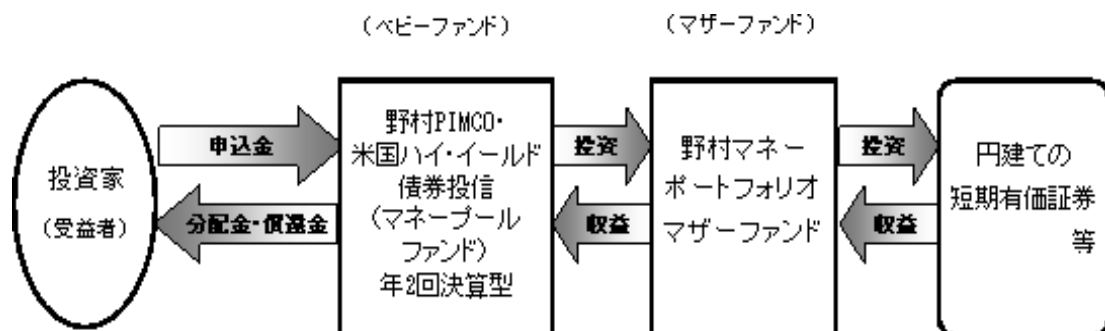 （ベビーファンド）
（マザーファンド）
投資家
（受益者）
申込金
分配金・償還金
野村PIMCO・
米国ハイ・イールド
債券投信
（マネープール
ファンド）
年2回決算型
投資
収益
野村マネー
ポートフォリオ
マザーファンド
投資
収益
円建ての
短期有価証券
等